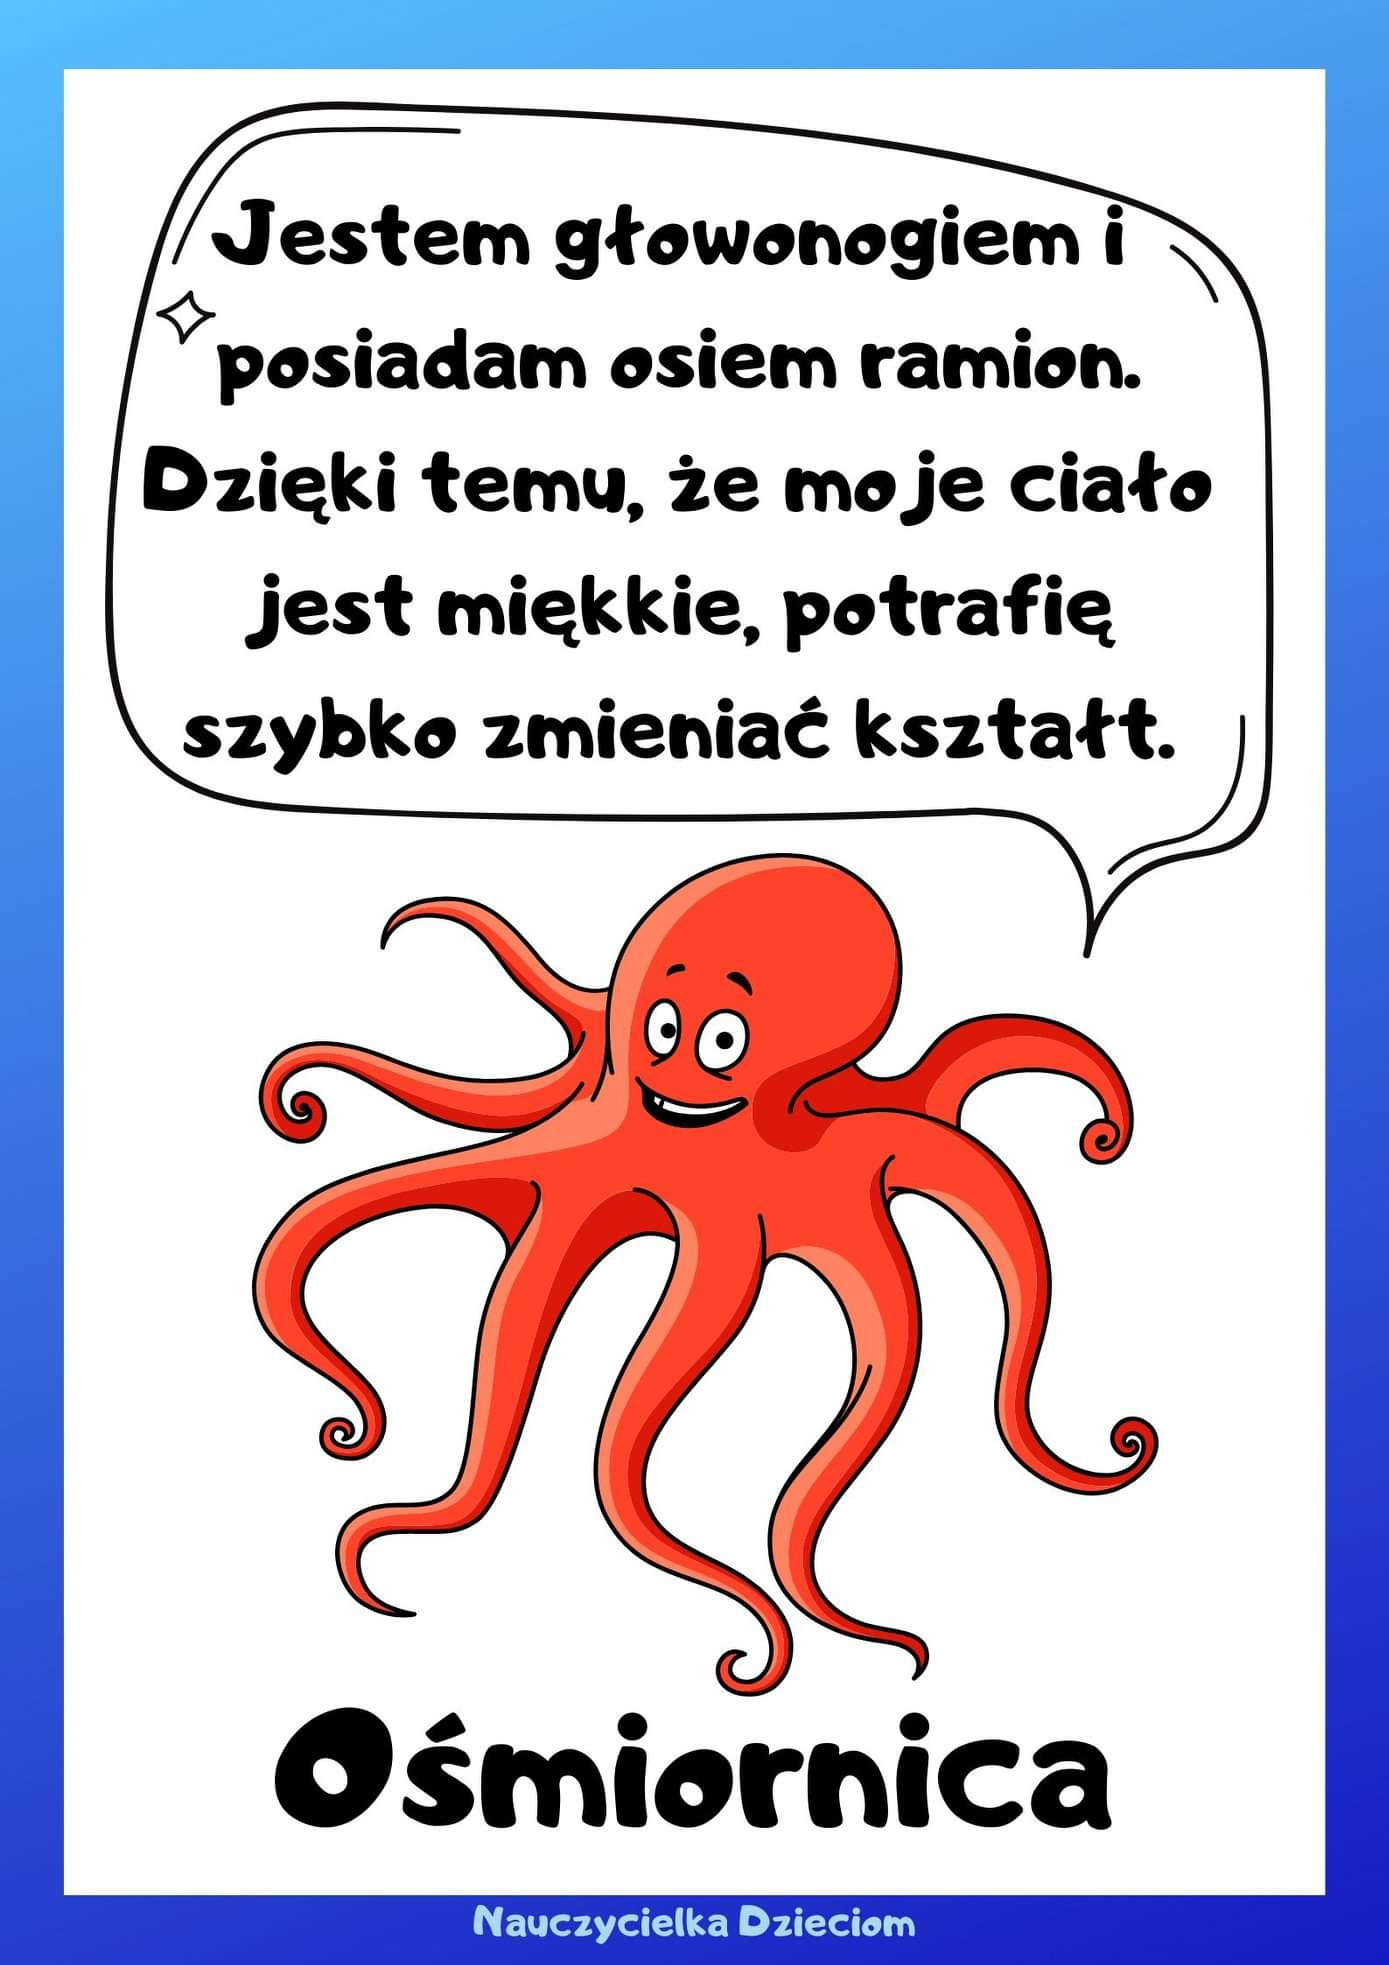 Jestem głowonogiem i
posiadam osiem ramion.
Dzięki temu, że moje ciało
jest miękkie, potrafię
szybko zmieniać kształt.
Ośmiornica
Nauczycielka Dzieciom